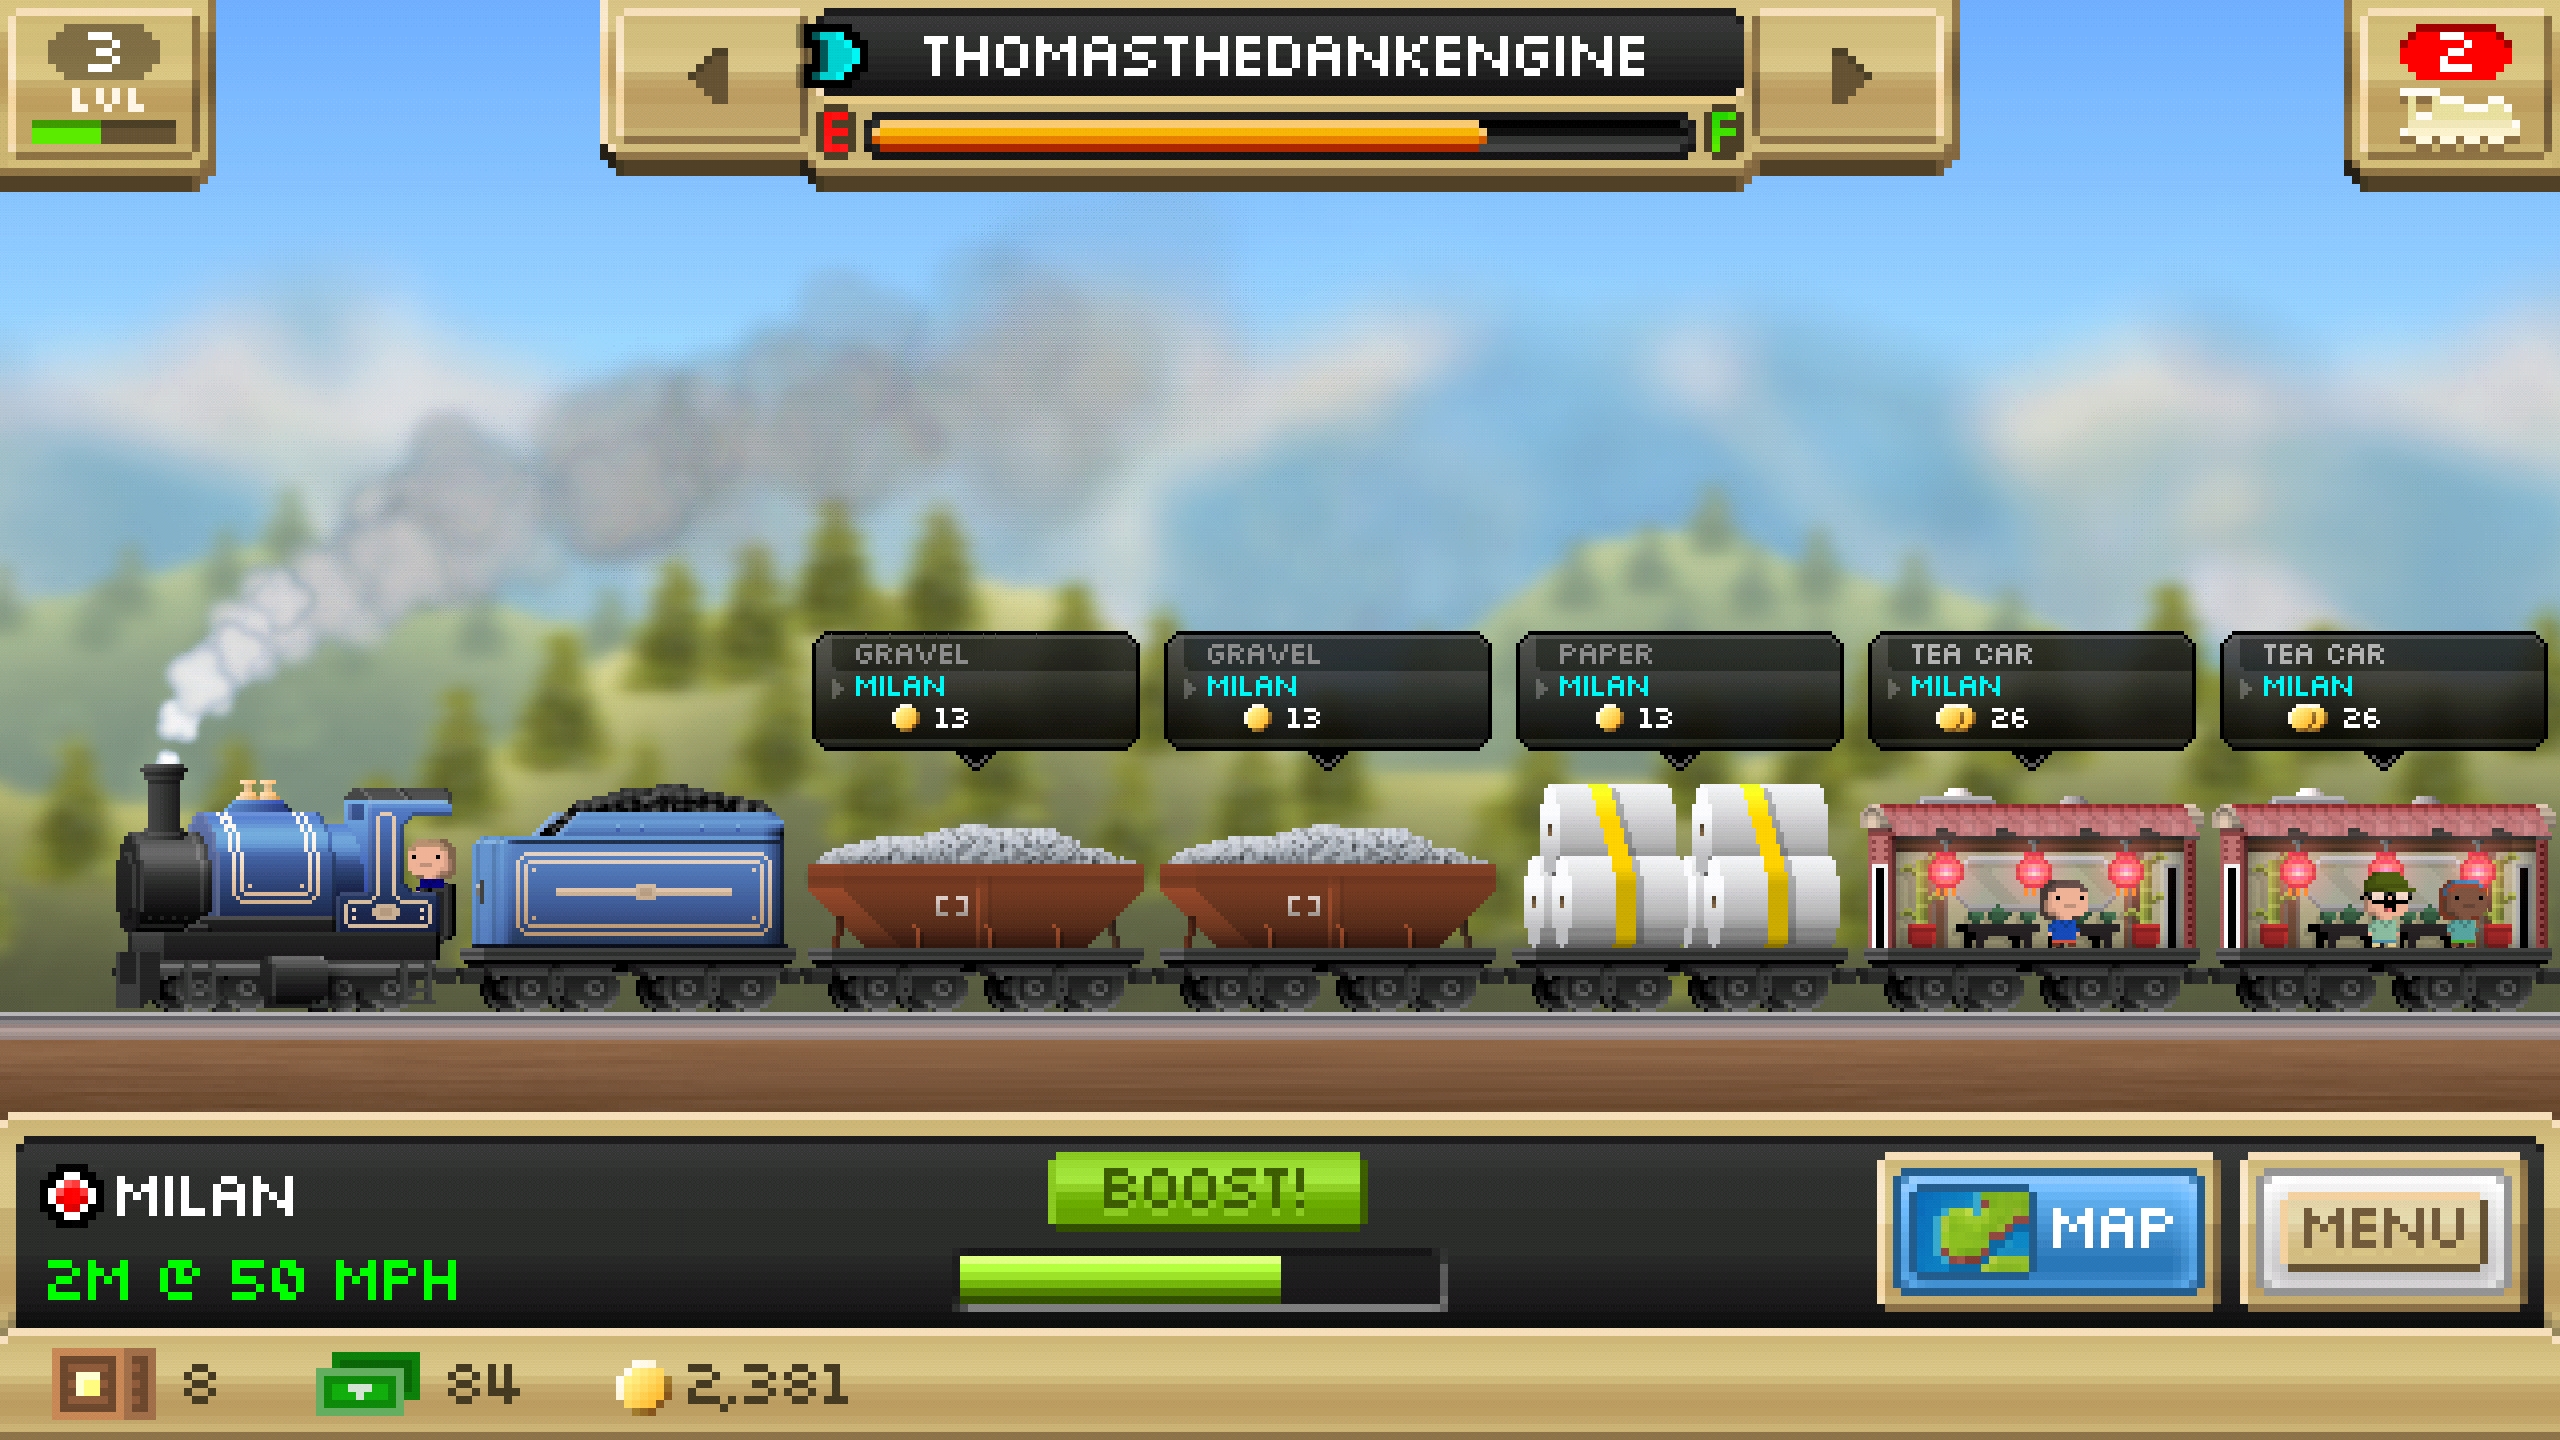 3
LVL
THOMASTHEDANKENGINE
E F
2
GRAVEL
MILAN
13
GRAVEL
MILAN
13
PAPER
MILAN
13
TEA CAR
MILAN
26
TEA CAR
MILAN
26
MILAN
2M @ 50 MPH
BOOST!
MAP
MENU
8
84
2,381